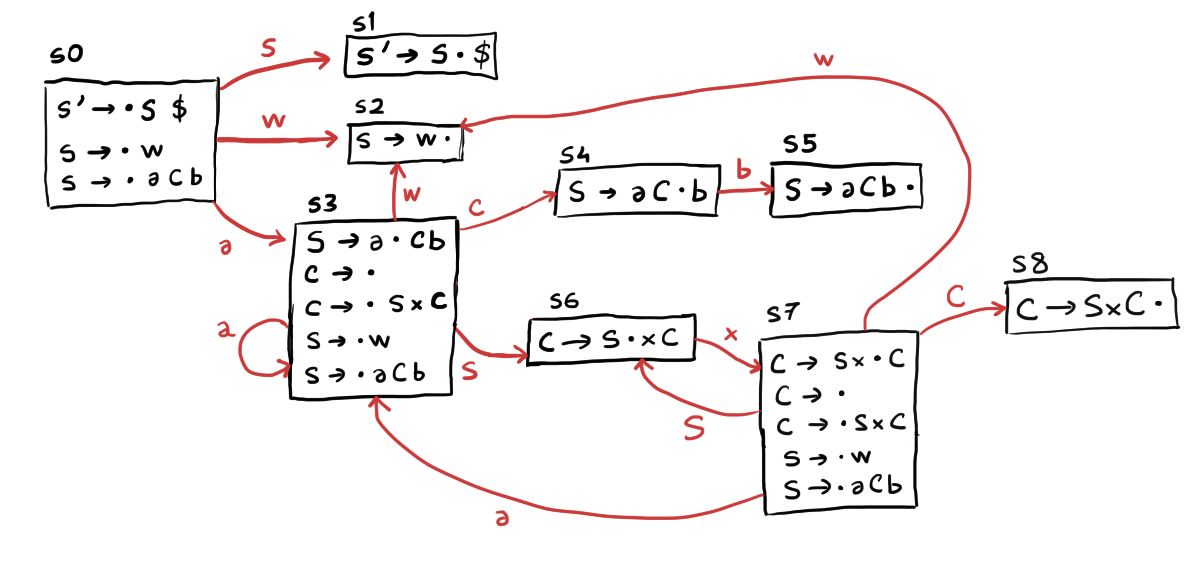 s0
S' → · S $
S → · w
S → · a C b
s
w
a
s1
S' → S · $
s2
S → w ·
w
w
s3
S → a · C b
C → ·
C → · S x C
S → · w
S → · a C b
a
C
S
s4
S → a C · b
b
s5
S → a C b ·
s6
C → S · x C
x
S
a
s7
C → S x · C
C → ·
C → · S x C
S → · w
S → · a C b
C
s8
C → S x C ·